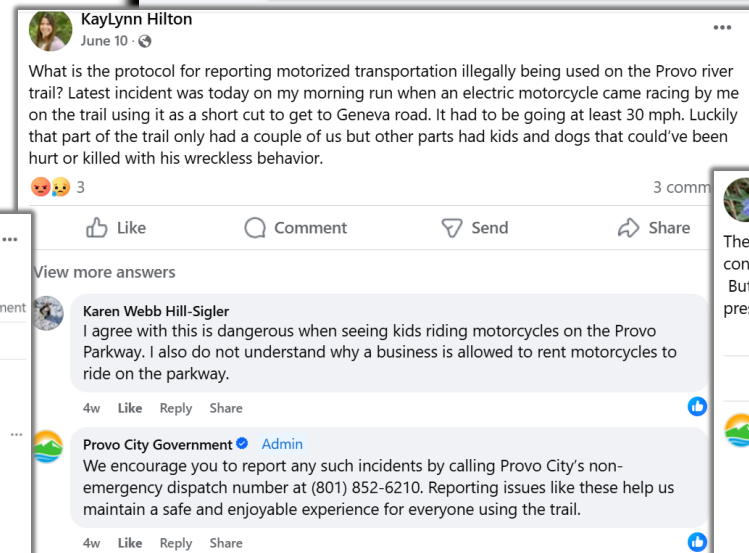 KayLynn Hilton
June 10 ·
What is the protocol for reporting motorized transportation illegally being used on the Provo river
trail? Latest incident was today on my morning run when an electric motorcycle came racing by me
on the trail using it as a short cut to get to Geneva road. It had to be going at least 30 mph. Luckily
that part of the trail only had a couple of us but other parts had kids and dogs that could've been
hurt or killed with his wreckless behavior.
3
3 comm
Like Comment Send Share
View more answers
Karen Webb Hill-Sigler
I agree with this is dangerous when seeing kids riding motorcycles on the Provo
Parkway. I also do not understand why a business is allowed to rent motorcycles to
ride on the parkway.
4w Like Reply Share
Provo City Government Admin
We encourage you to report any such incidents by calling Provo City's non-
emergency dispatch number at (801) 852-6210. Reporting issues like these help us
maintain a safe and enjoyable experience for everyone using the trail.
4w Like Reply Share
ment
The
con
But
pres